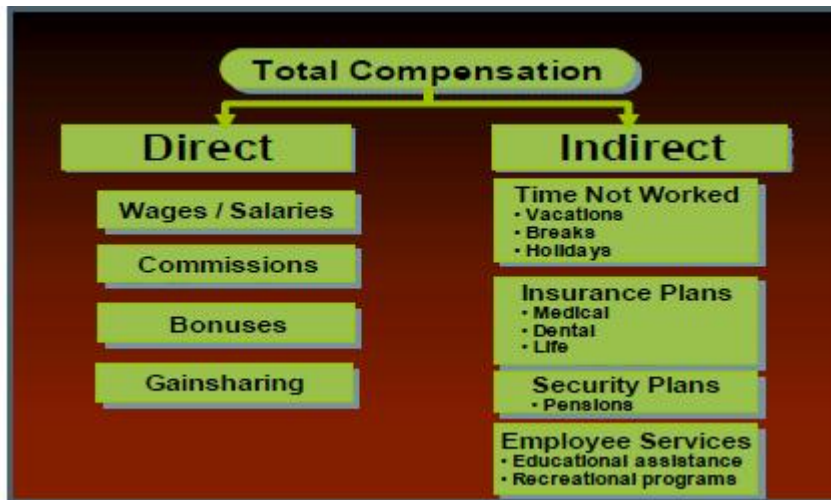 Total Compensation
Direct
Wages / Salaries
Commissions
Bonuses
Gainsharing
Indirect
Time Not Worked
• Vacations
• Breaks
• Holidays
Insurance Plans
• Medical
• Dental
• Life
Security Plans
• Pensions
Employee Services
• Educational assistance
• Recreational programs